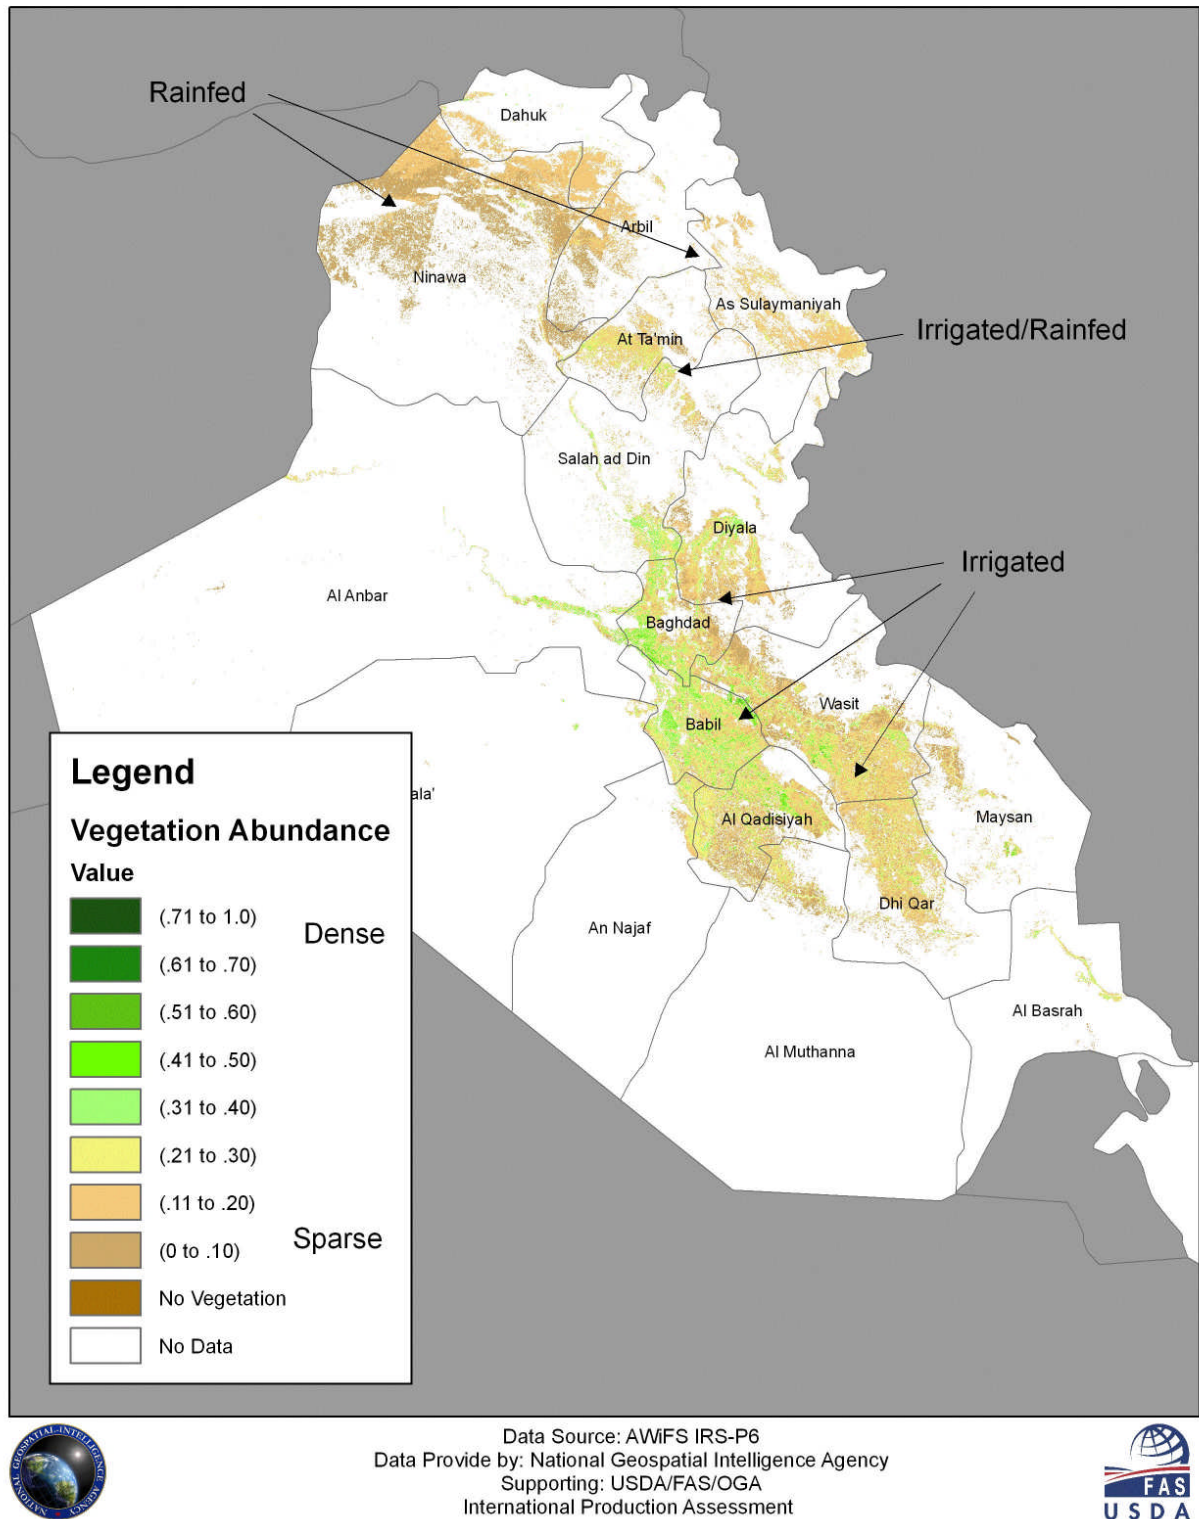 Rainfed
Dahuk
Arbil
Ninawa
As Sulaymaniyah
Irrigated/Rainfed
At Ta'min
Salah ad Din
Diyala
Irrigated
Al Anbar
Baghdad
Wasit
Babil
ala'
Al Qadisiyah
Maysan
Dhi Qar
An Najaf
Al Basrah
Al Muthanna
Legend
Vegetation Abundance
Value
(.71 to 1.0)
Dense
(.61 to .70)
(.51 to .60)
(.41 to .50)
(.31 to .40)
(.21 to .30)
(.11 to .20)
Sparse
(0 to .10)
No Vegetation
No Data
NATIONAL GEOSPATIAL-INTELLIGENCE AGENCY
Data Source: AWiFS IRS-P6
Data Provide by: National Geospatial Intelligence Agency
Supporting: USDA/FAS/OGA
International Production Assessment
FAS
USDA